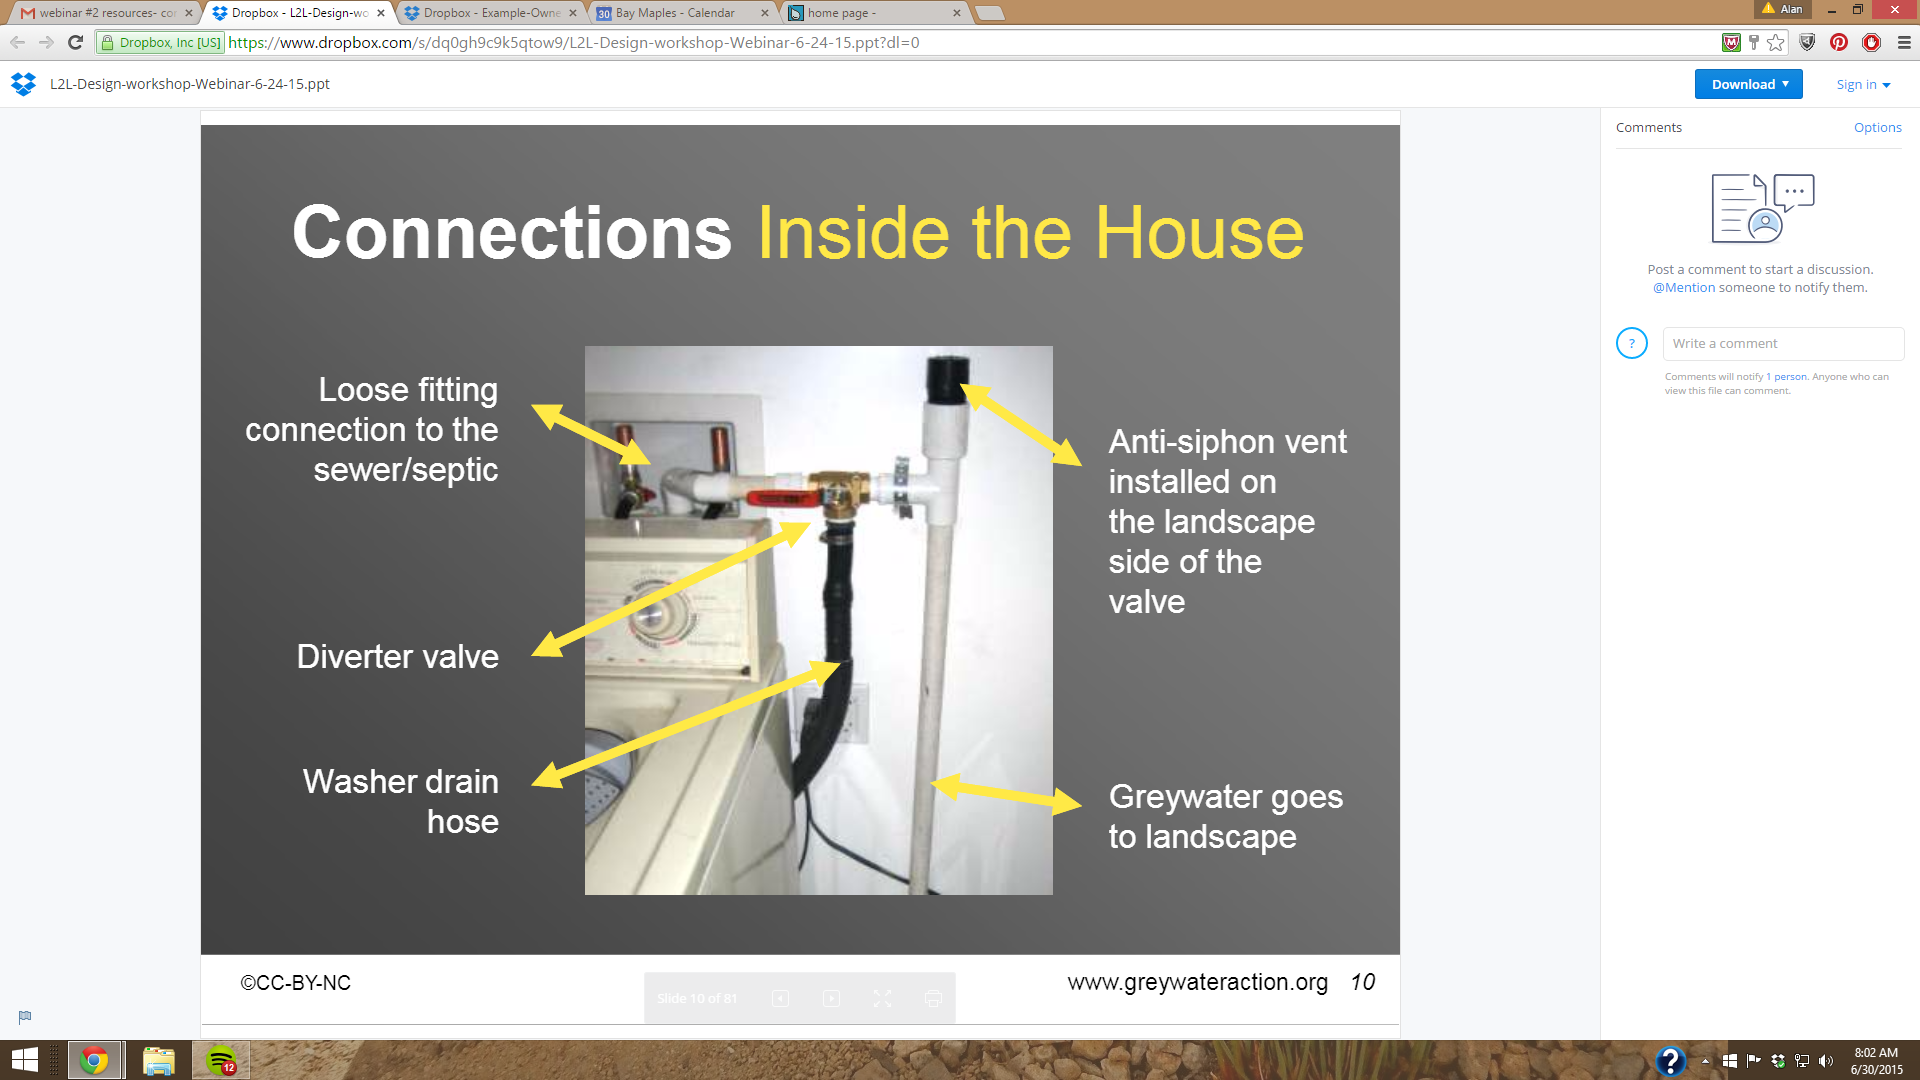 webinar #2 resources- cor
Dropbox - L2L-Design-wo
Dropbox - Example-Owne
30
Bay Maples - Calendar
home page -
Alan
Dropbox, Inc [US]
https://www.dropbox.com/s/dq0gh9c9k5qtow9/L2L-Design-workshop-Webinar-6-24-15.ppt?dl=0
L2L-Design-workshop-Webinar-6-24-15.ppt
Download
Sign in
Connections Inside the House
Loose fitting
connection to the
sewer/septic
Diverter valve
Washer drain
hose
Anti-siphon vent
installed on
the landscape
side of the
valve
Greywater goes
to landscape
©CC-BY-NC
www.greywateraction.org
10
Slide 10 of 81
Comments
Options
Post a comment to start a discussion.
@Mention someone to notify them.
?
Write a comment
Comments will notify 1 person. Anyone who can
view this file can comment.
12
?
8:02 AM
6/30/2015